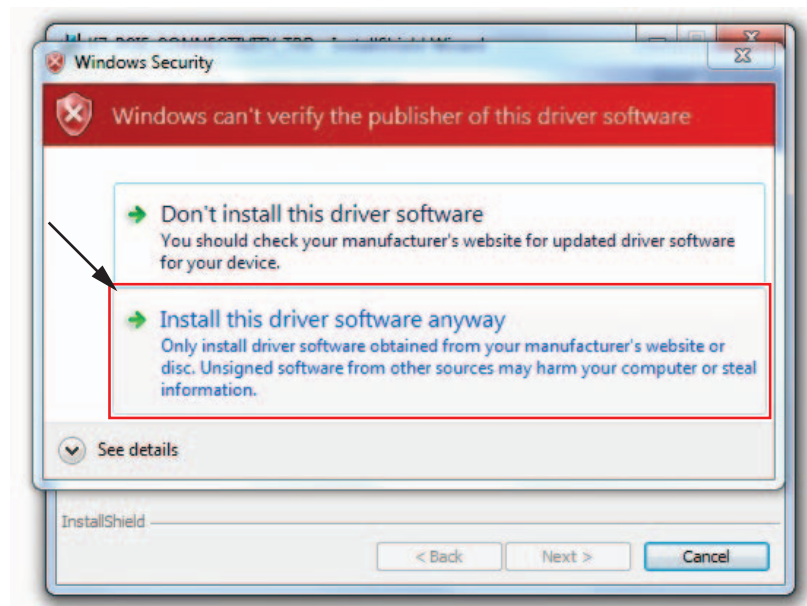 Windows Security
Windows can't verify the publisher of this driver software
Don't install this driver software
You should check your manufacturer's website for updated driver software
for your device.
Install this driver software anyway
Only install driver software obtained from your manufacturer's website or
disc. Unsigned software from other sources may harm your computer or steal
information.
See details
InstallShield
< Back Next > Cancel